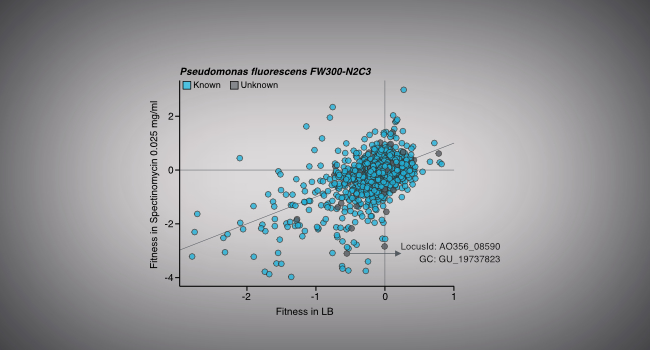 Pseudomonas fluorescens FW300-N2C3
Known
Unknown
Fitness in Spectinomycin 0.025 mg/ml
2
0
-2
-4
LocusId: AO356_08590
GC: GU_19737823
-2
-1
0
1
Fitness in LB